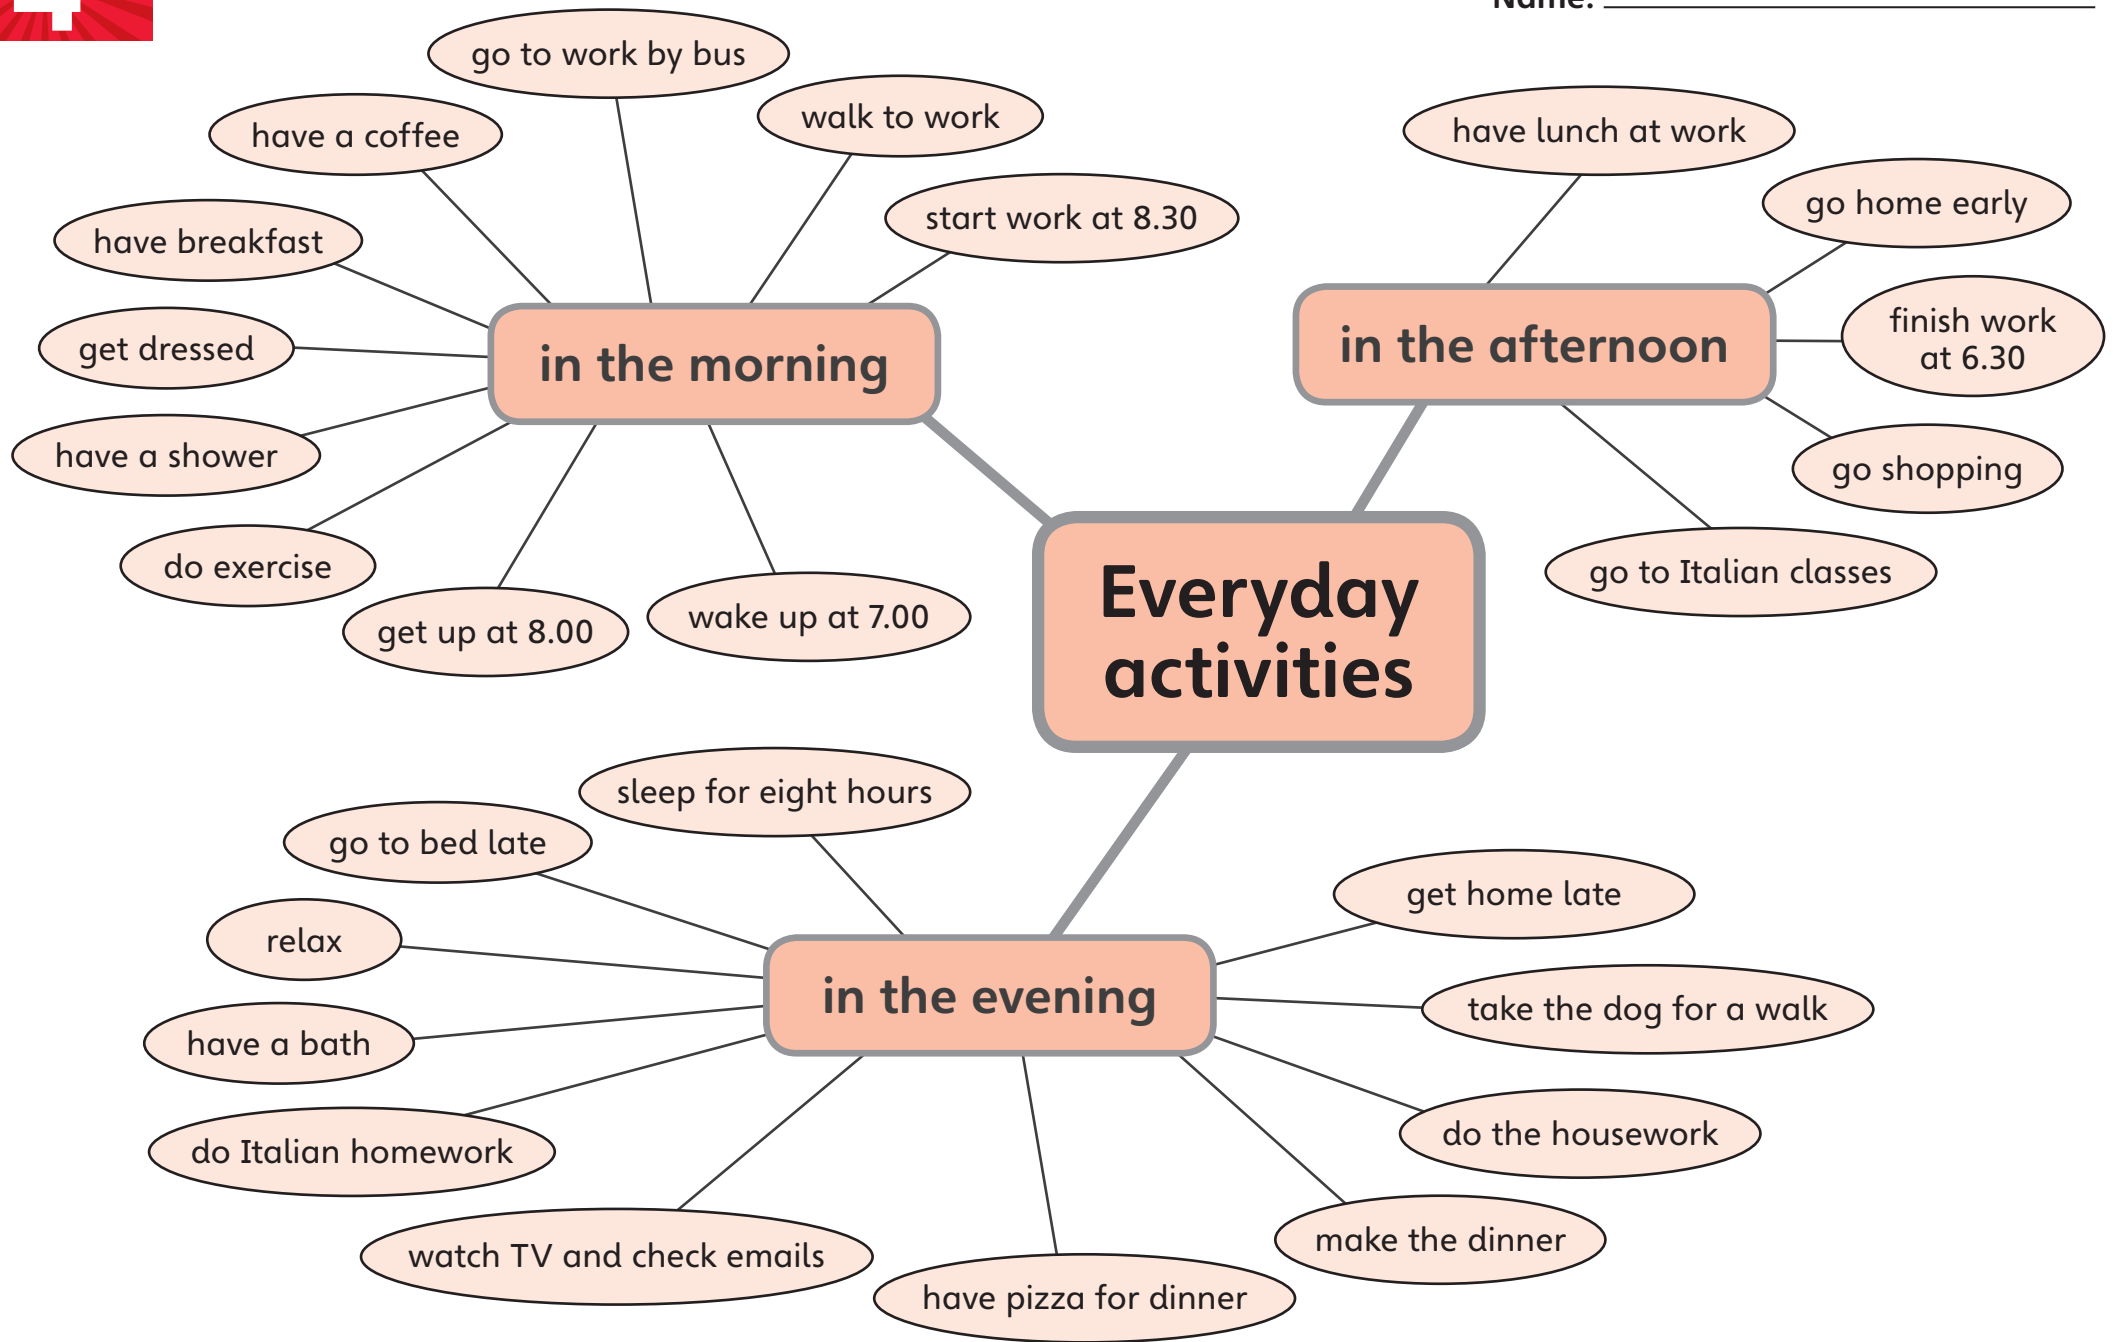 Name:
go to work by bus
walk to work
have a coffee
start work at 8.30
have breakfast
get dressed
in the morning
have a shower
do exercise
get up at 8.00
wake up at 7.00
have lunch at work
go home early
in the afternoon
finish work
at 6.30
go shopping
go to Italian classes
Everyday
activities
sleep for eight hours
go to bed late
relax
in the evening
have a bath
do Italian homework
watch TV and check emails
have pizza for dinner
get home late
take the dog for a walk
do the housework
make the dinner